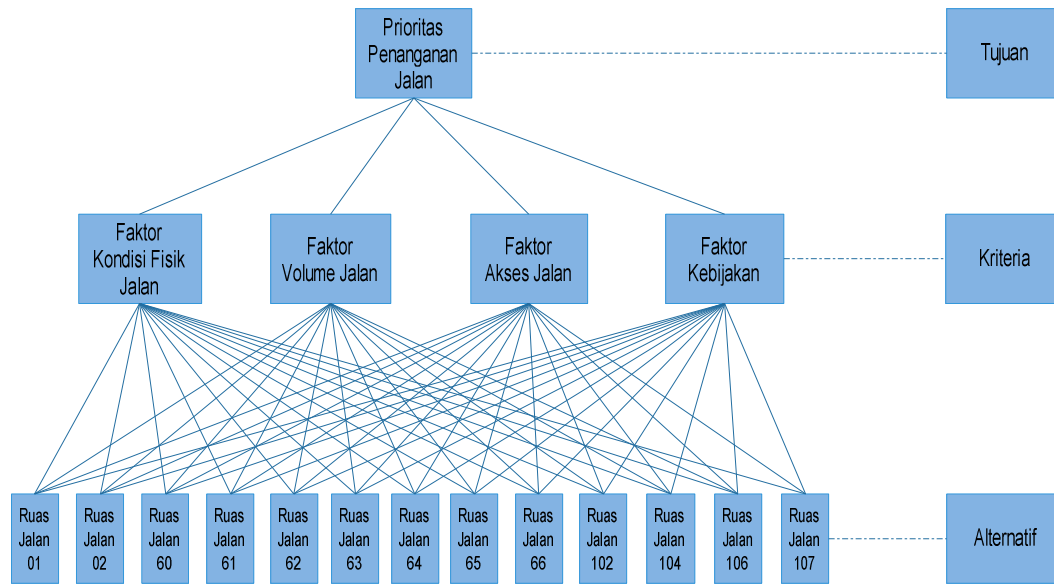 Prioritas
Penanganan
Jalan
Tujuan
Faktor
Kondisi Fisik
Jalan
Faktor
Volume Jalan
Faktor
Akses Jalan
Faktor
Kebijakan
Kriteria
Ruas
Jalan
01
Ruas
Jalan
02
Ruas
Jalan
60
Ruas
Jalan
61
Ruas
Jalan
62
Ruas
Jalan
63
Ruas
Jalan
64
Ruas
Jalan
65
Ruas
Jalan
66
Ruas
Jalan
102
Ruas
Jalan
104
Ruas
Jalan
106
Ruas
Jalan
107
Alternatif